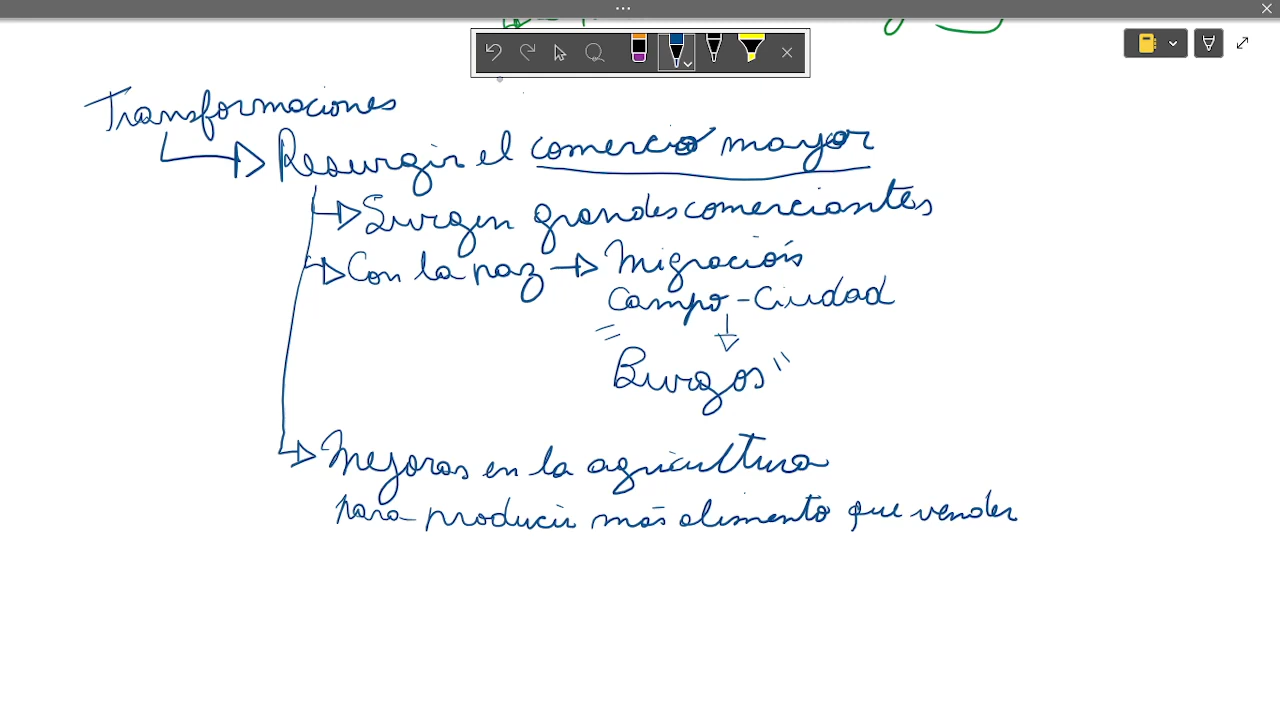 Transformaciones
Resurgir el comercio mayor
Surgen grandes comerciantes
Con la paz → Migración
Campo - Ciudad
"Burgos"
Mejoras en la agricultura
para producir más alimento que vender